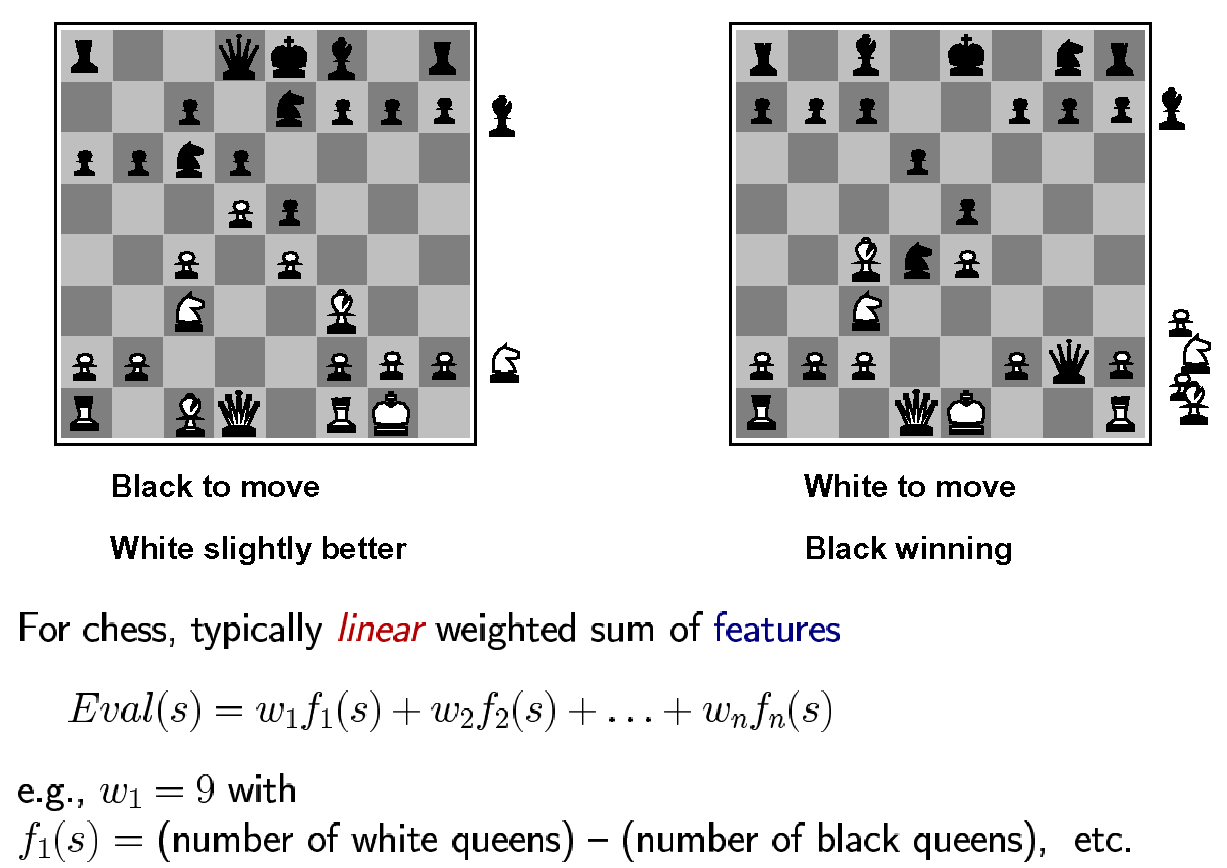 Black to move
White to move
White slightly better
Black winning
For chess, typically linear weighted sum of features
Eval(s) = w₁f₁(s) + w₂f₂(s) + . . . + wₙfₙ(s)
e.g., w₁ = 9 with
f₁(s) = (number of white queens) – (number of black queens), etc.